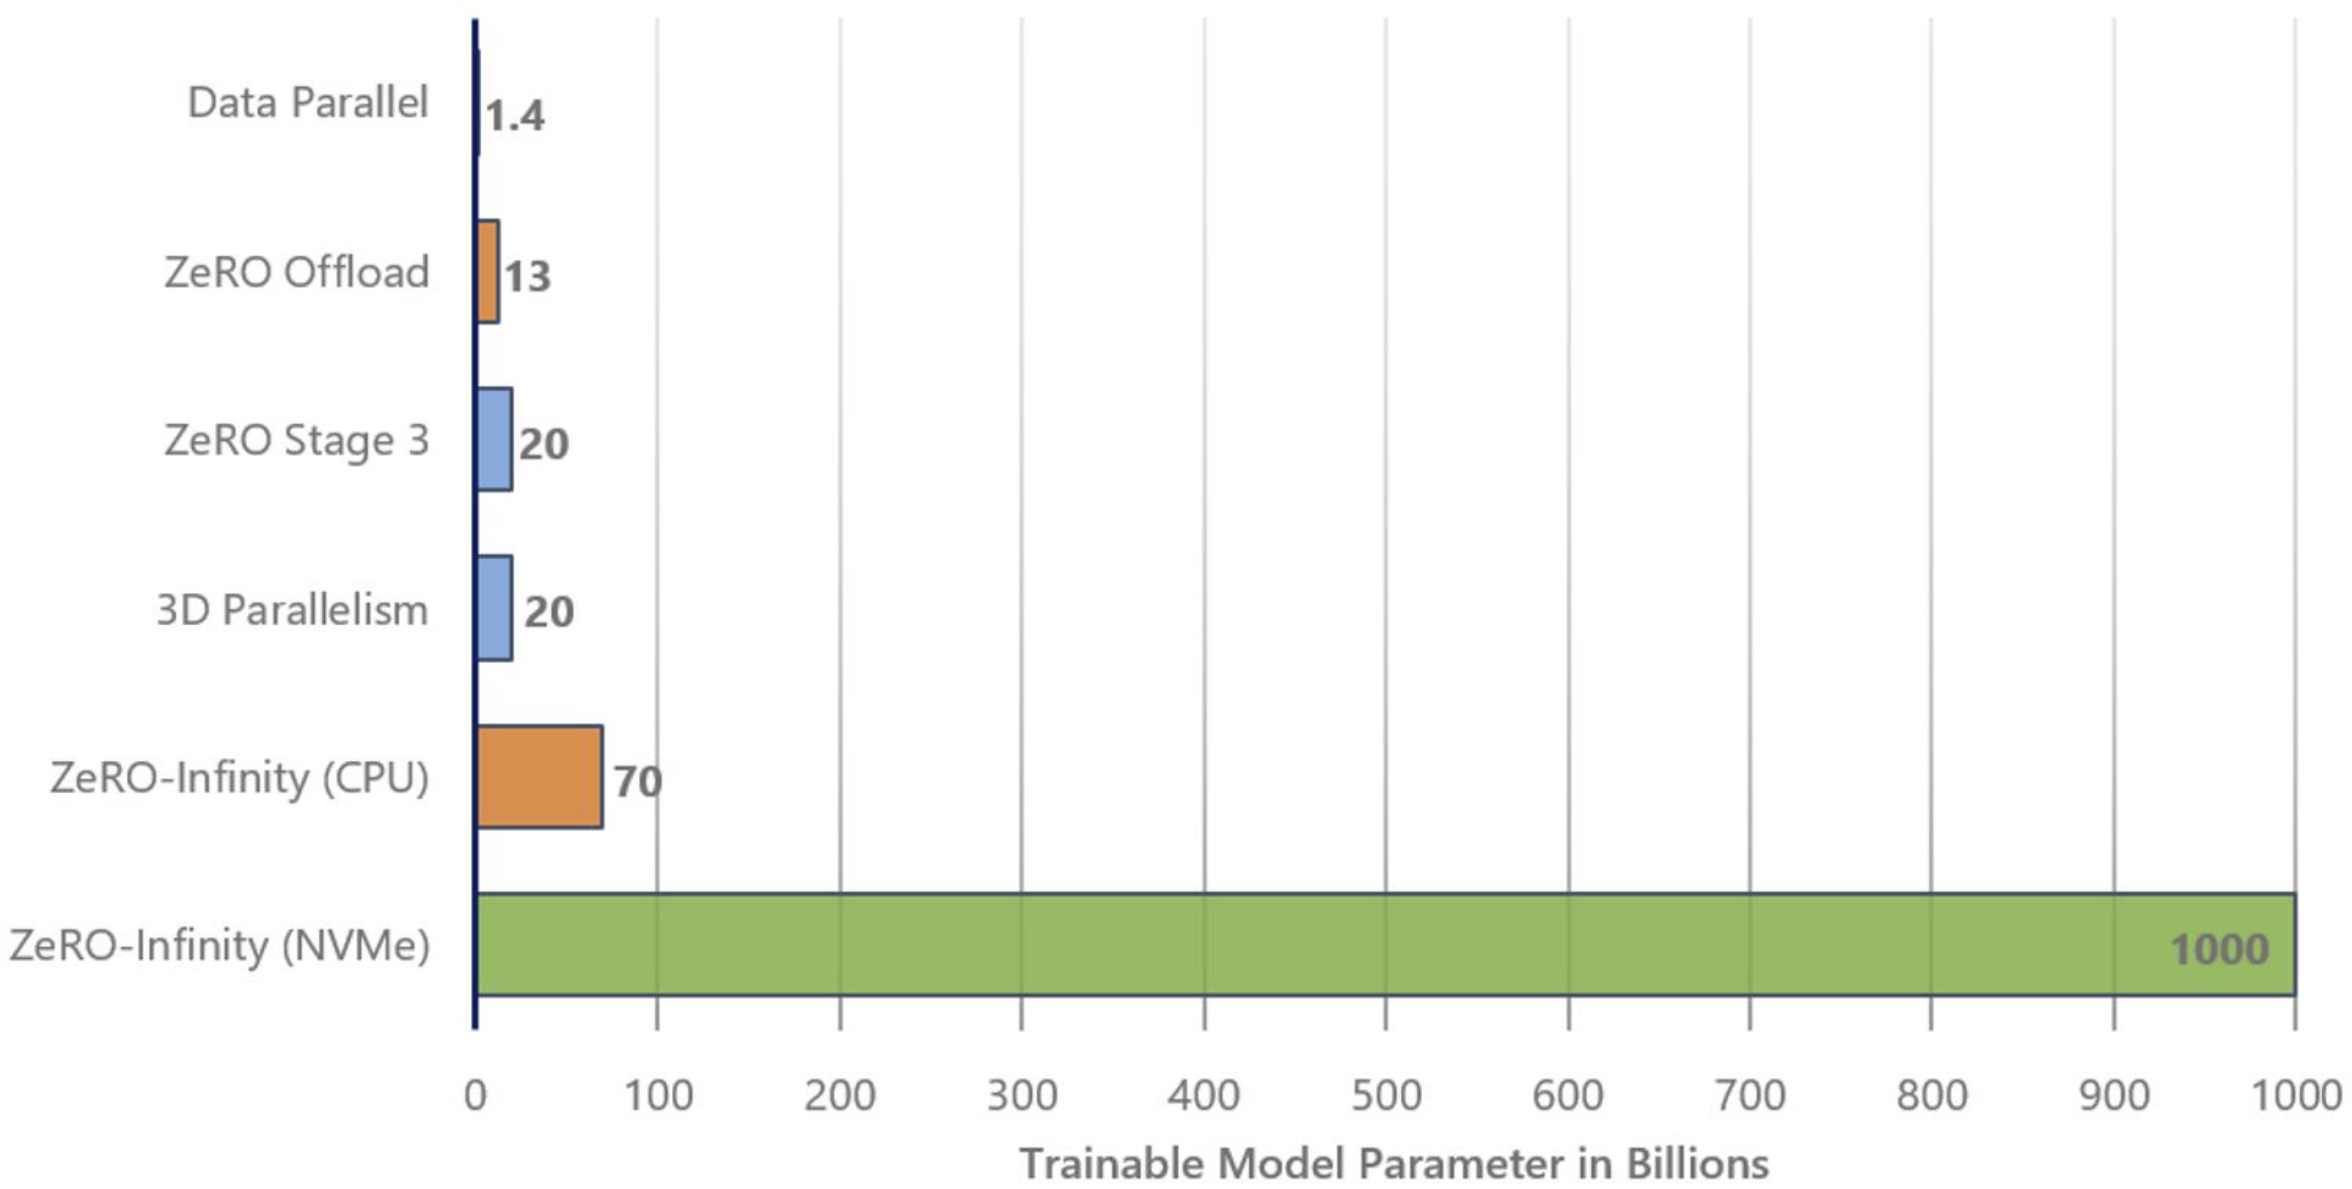 Data Parallel 1.4
ZeRO Offload 13
ZeRO Stage 3 20
3D Parallelism 20
ZeRO-Infinity (CPU) 70
ZeRO-Infinity (NVMe) 1000
0 100 200 300 400 500 600 700 800 900 1000
Trainable Model Parameter in Billions